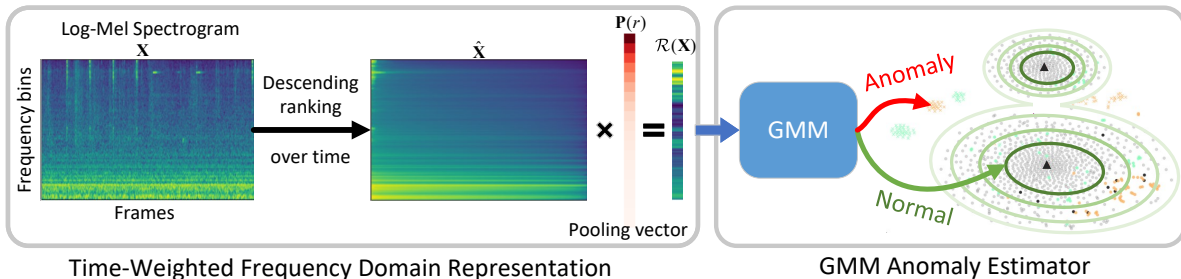 Log-Mel Spectrogram
X
Frequency bins
Frames
Descending
ranking
over time
X̂
×
P(r)
Pooling vector
=
R(X)
Time-Weighted Frequency Domain Representation
GMM
Anomaly
Normal
GMM Anomaly Estimator